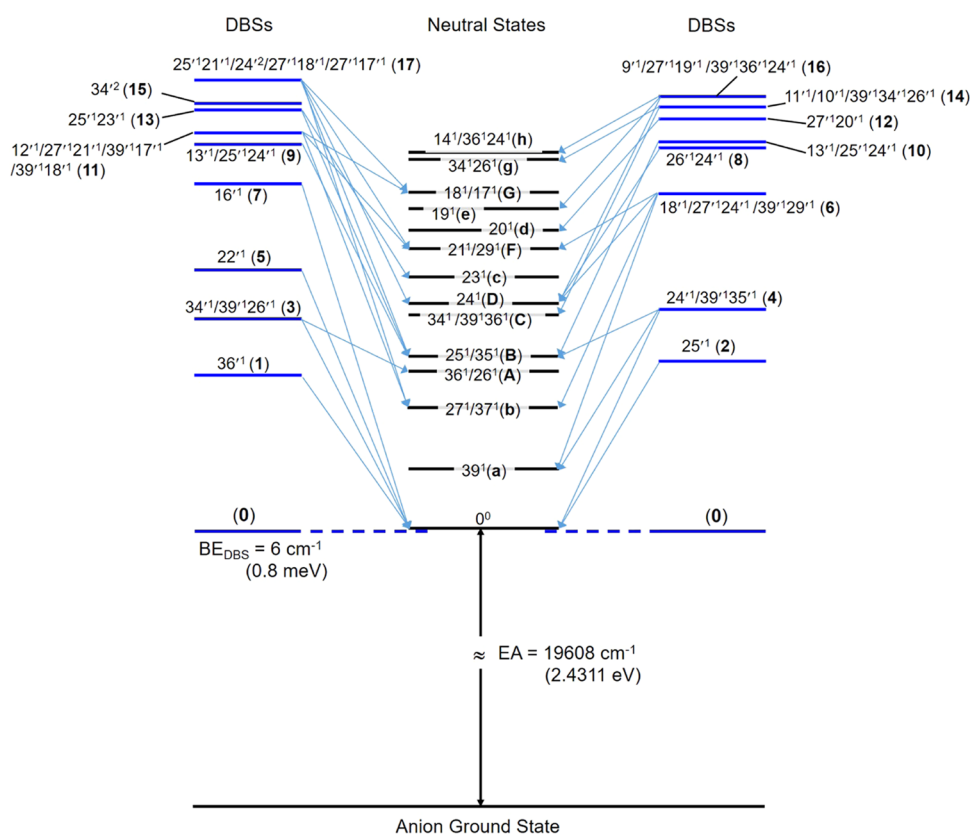 DBSs
Neutral States
DBSs
25′¹21′¹/24′²/27′¹18′¹/27′¹17′¹ (17)
34′² (15)
25′¹23′¹ (13)
12′¹/27′¹21′¹/39′¹17′¹
/39′¹18′¹ (11)
13′¹/25′¹24′¹ (9)
16′¹ (7)
22′¹ (5)
34′¹/39′¹26′¹ (3)
36′¹ (1)
(0)
BE_DBS = 6 cm⁻¹
(0.8 meV)
14¹/36¹24¹(h)
34¹26¹(g)
18¹/17¹(G)
19¹(e)
20¹(d)
21¹/29¹(F)
23¹(c)
24¹(D)
34¹/39¹36¹(C)
25¹/35¹(B)
36¹/26¹(A)
27¹/37¹(b)
39¹(a)
0⁰
9′¹/27′¹19′¹/39′¹36′¹24′¹ (16)
11′¹/10′¹/39′¹34′¹26′¹ (14)
27′¹20′¹ (12)
13′¹/25′¹24′¹ (10)
26′¹24′¹ (8)
18′¹/27′¹24′¹/39′¹29′¹ (6)
24′¹/39′¹35′¹ (4)
25′¹ (2)
(0)
≈ EA = 19608 cm⁻¹
(2.4311 eV)
Anion Ground State